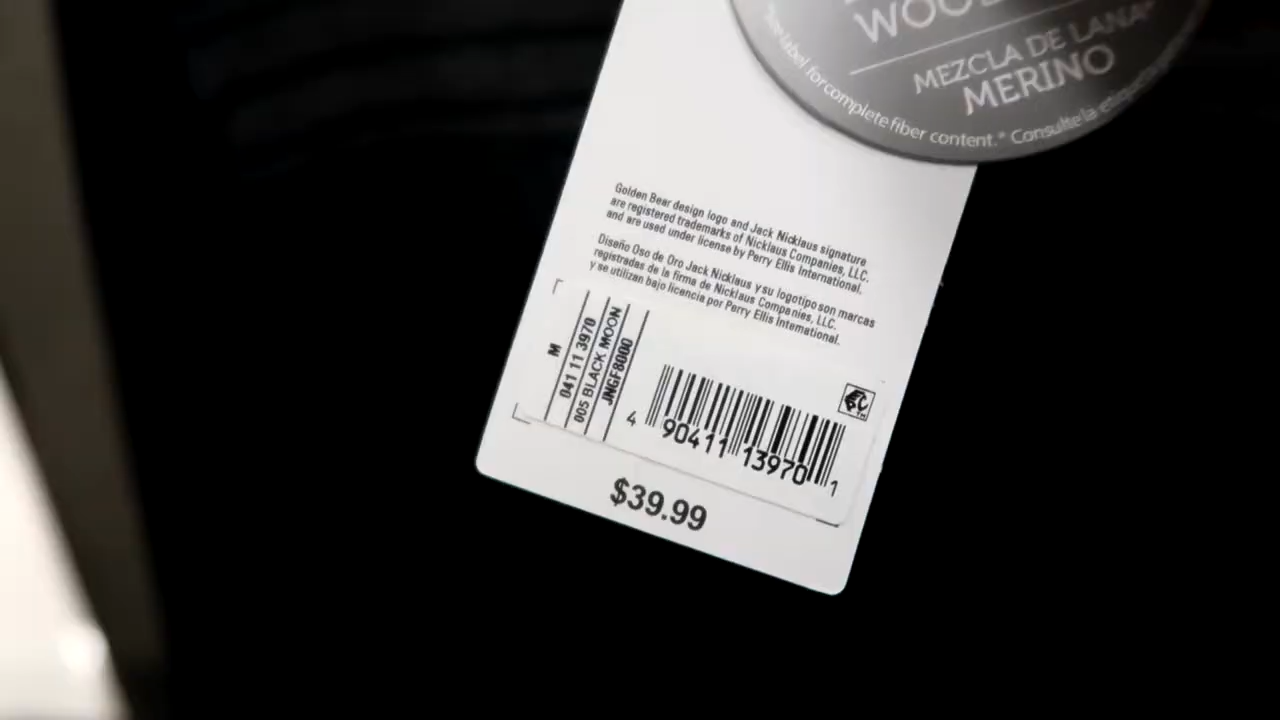 MEZCLA DE LANA*
MERINO
See label for complete fiber content.* Consulte la etiqueta
Golden Bear design logo and Jack Nicklaus signature
are registered trademarks of Nicklaus Companies, LLC.
and are used under license by Perry Ellis International.
Diseño Oso de Oro Jack Nicklaus y su logotipo son marcas
registradas de la firma de Nicklaus Companies, LLC.
y se utilizan bajo licencia por Perry Ellis International.
M
041 11 3970
005 BLACK MOON
JNGF8000
4 90411 13970 1
$39.99